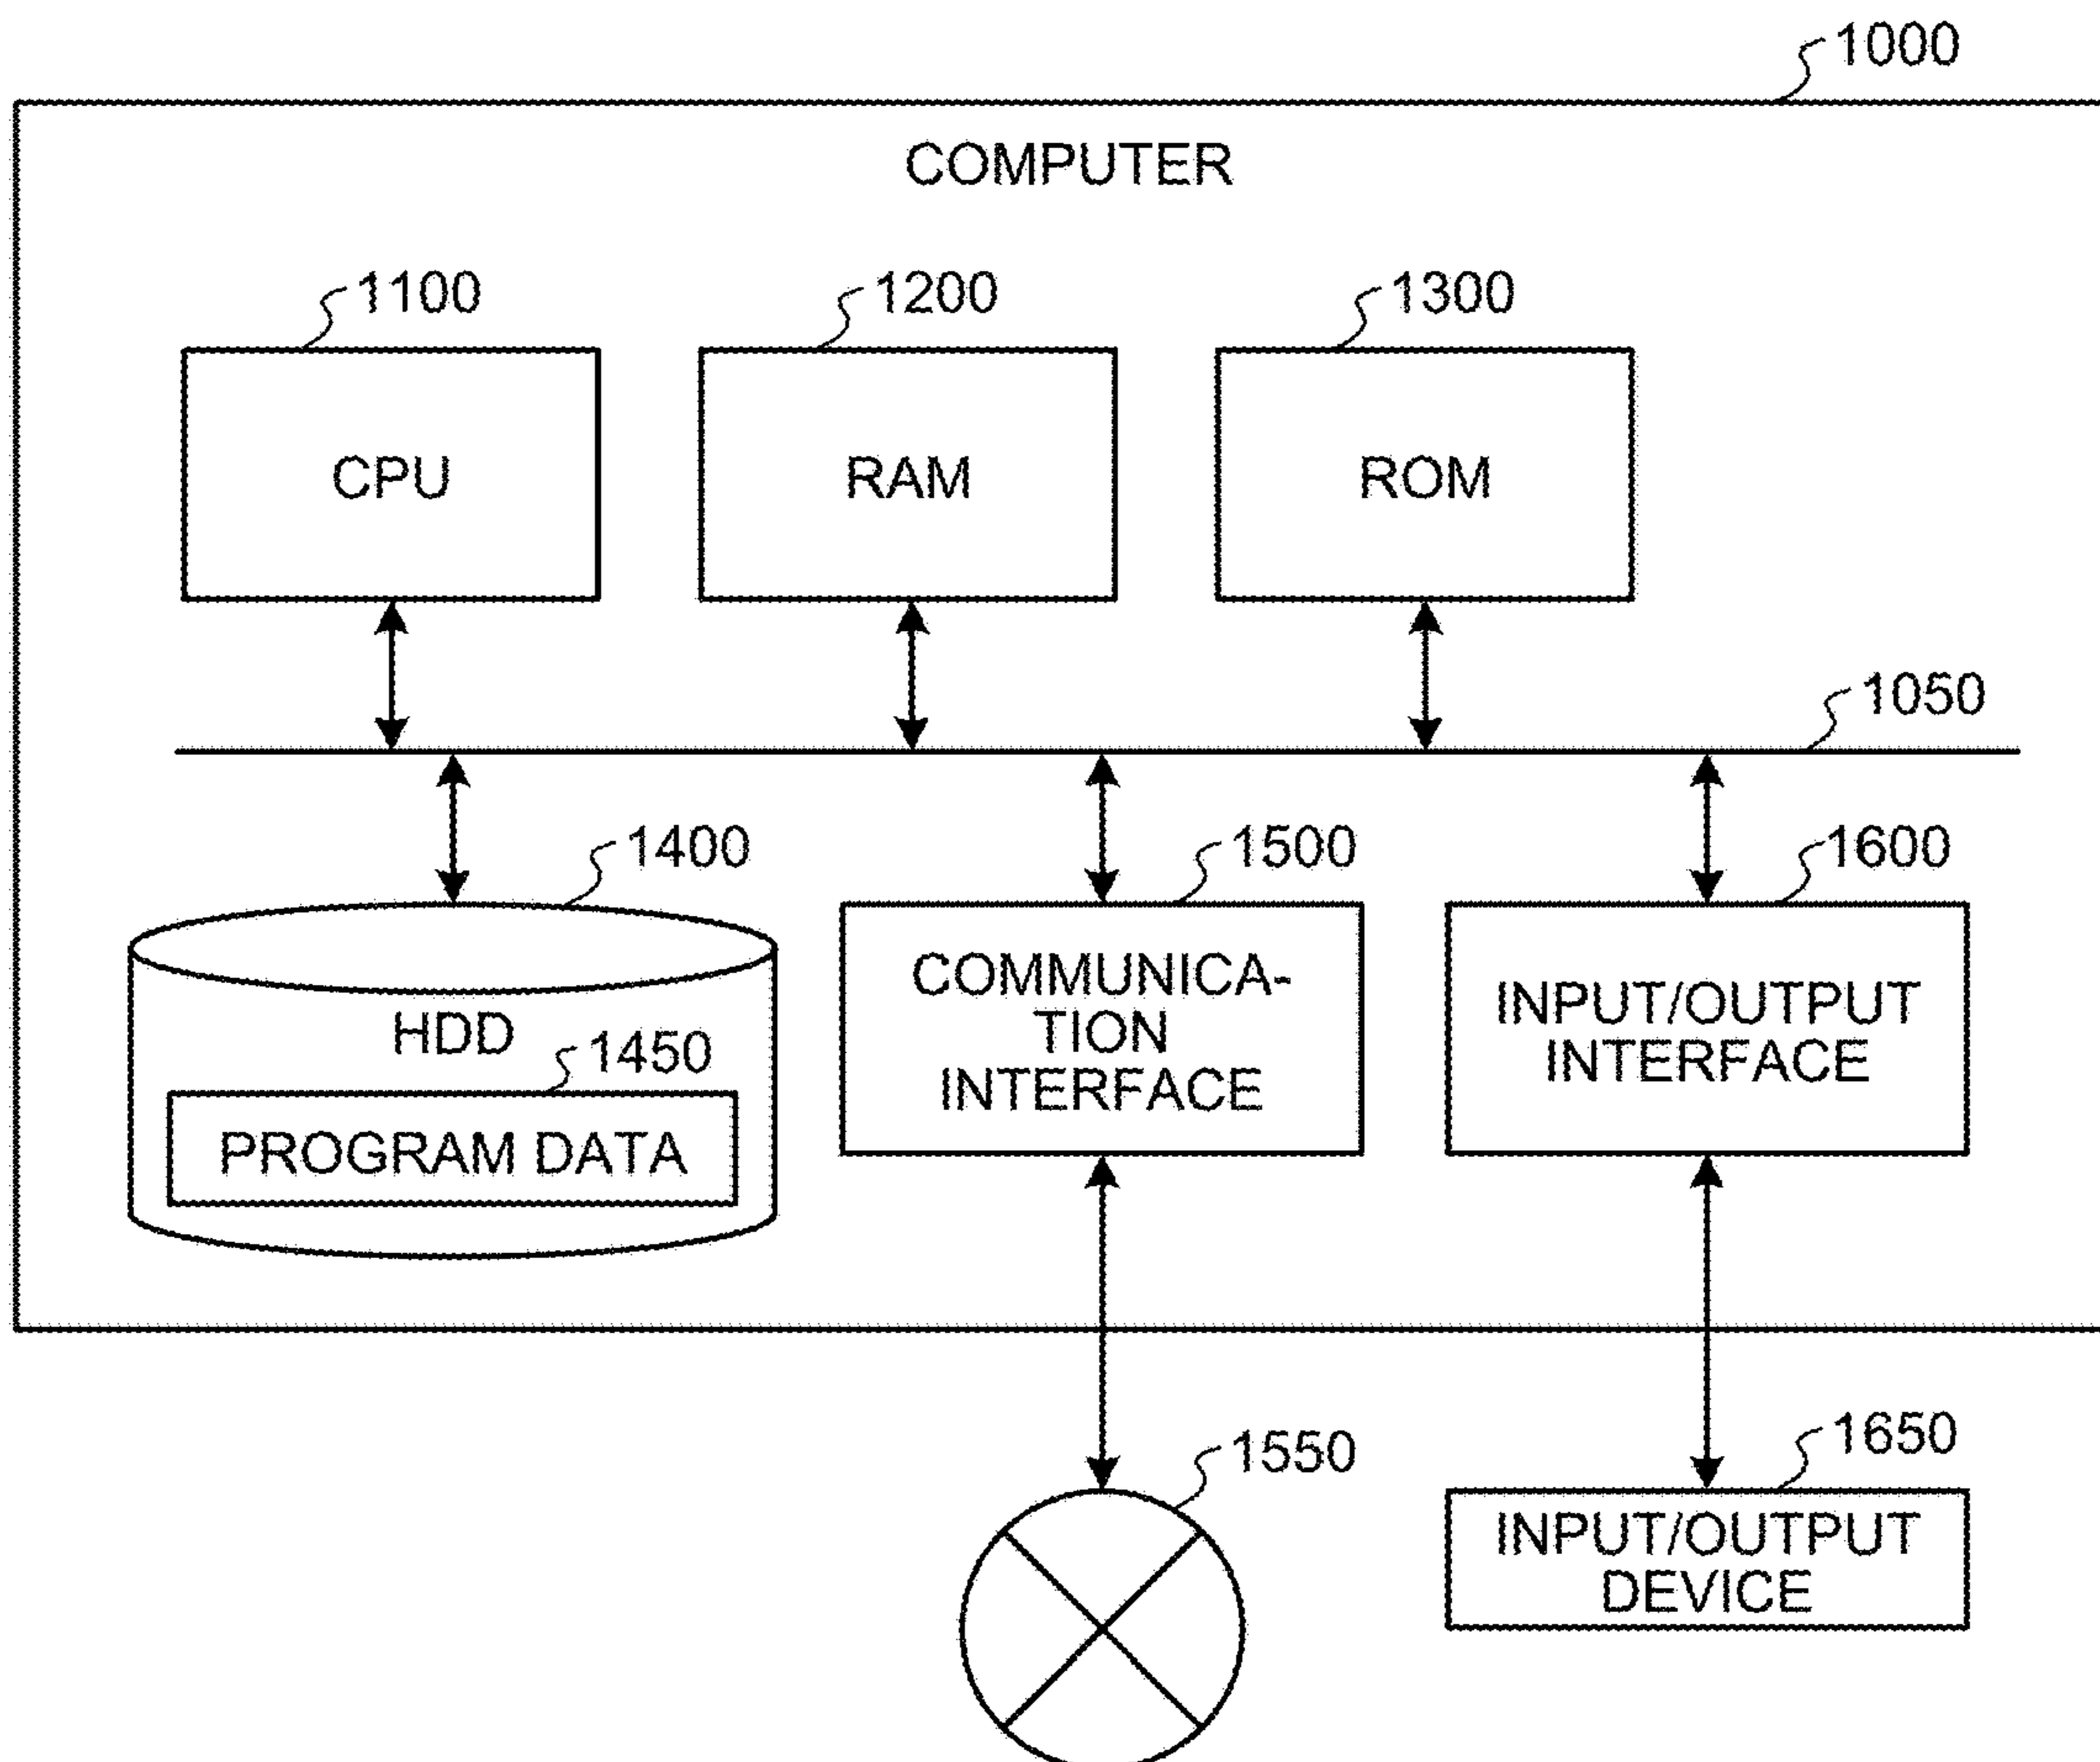 1000
COMPUTER
1100
1200
1300
CPU
RAM
ROM
1050
1400
1500
1600
HDD
1450
PROGRAM DATA
COMMUNICA-
TION
INTERFACE
INPUT/OUTPUT
INTERFACE
1550
1650
INPUT/OUTPUT
DEVICE